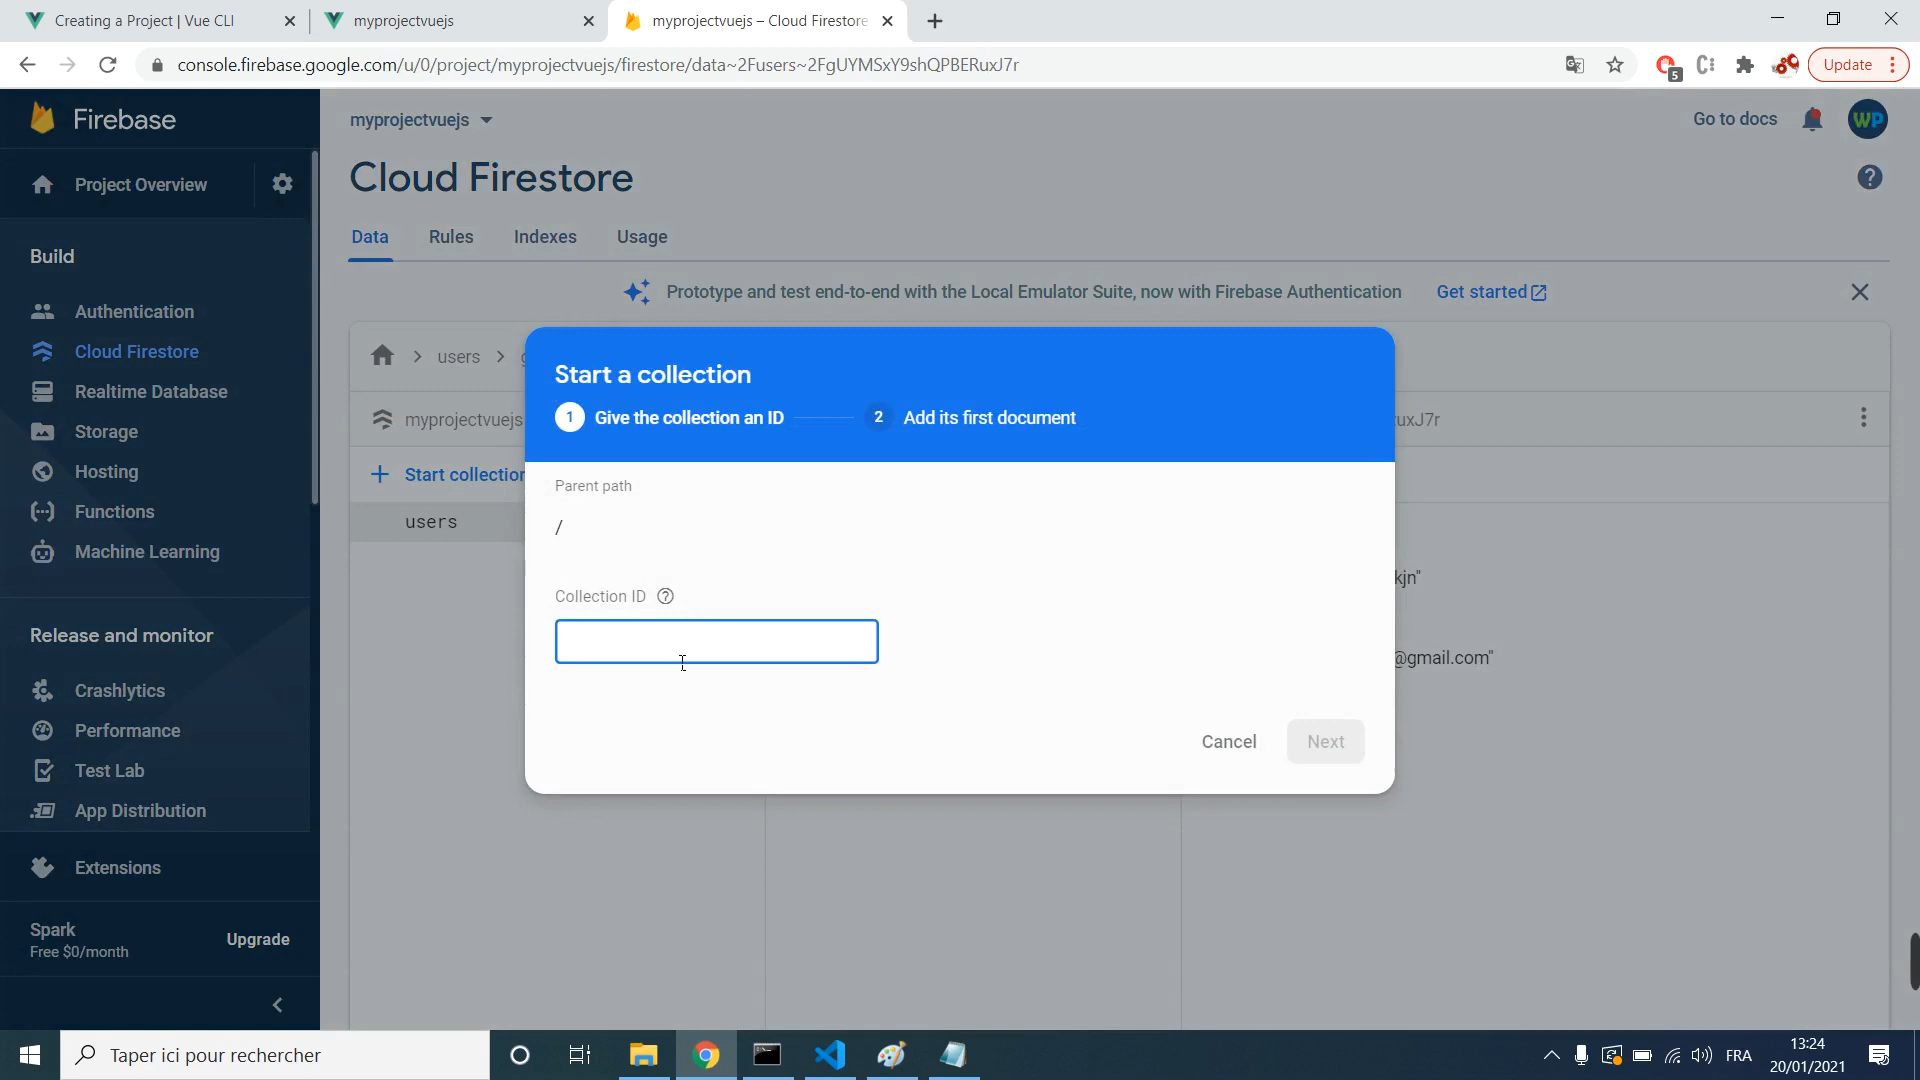 Creating a Project | Vue CLI
myprojectvuejs
myprojectvuejs – Cloud Firestore
console.firebase.google.com/u/0/project/myprojectvuejs/firestore/data~2Fusers~2FgUYMSxY9shQPBERuxJ7r
5
Update
Firebase
myprojectvuejs
Go to docs
WP
Project Overview
Cloud Firestore
Data
Rules
Indexes
Usage
Prototype and test end-to-end with the Local Emulator Suite, now with Firebase Authentication
Get started
Build
Authentication
Cloud Firestore
Realtime Database
Storage
Hosting
Functions
Machine Learning
Release and monitor
Crashlytics
Performance
Test Lab
App Distribution
Extensions
Spark
Free $0/month
Upgrade
users
myprojectvuejs
uxJ7r
Start collection
users
kjn"
@gmail.com"
Start a collection
1 Give the collection an ID
2 Add its first document
Parent path
/
Collection ID
Cancel
Next
Taper ici pour rechercher
FRA
13:24
20/01/2021